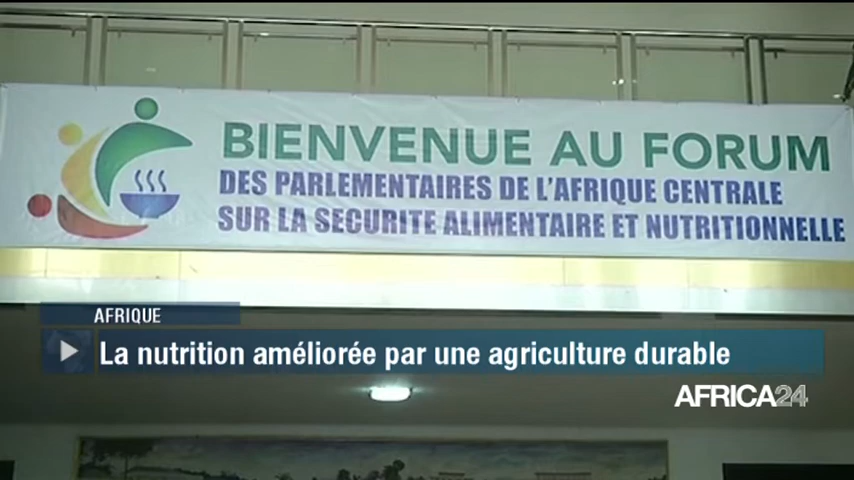 BIENVENUE AU FORUM
DES PARLEMENTAIRES DE L'AFRIQUE CENTRALE
SUR LA SECURITE ALIMENTAIRE ET NUTRITIONNELLE
AFRIQUE
La nutrition améliorée par une agriculture durable
AFRICA24